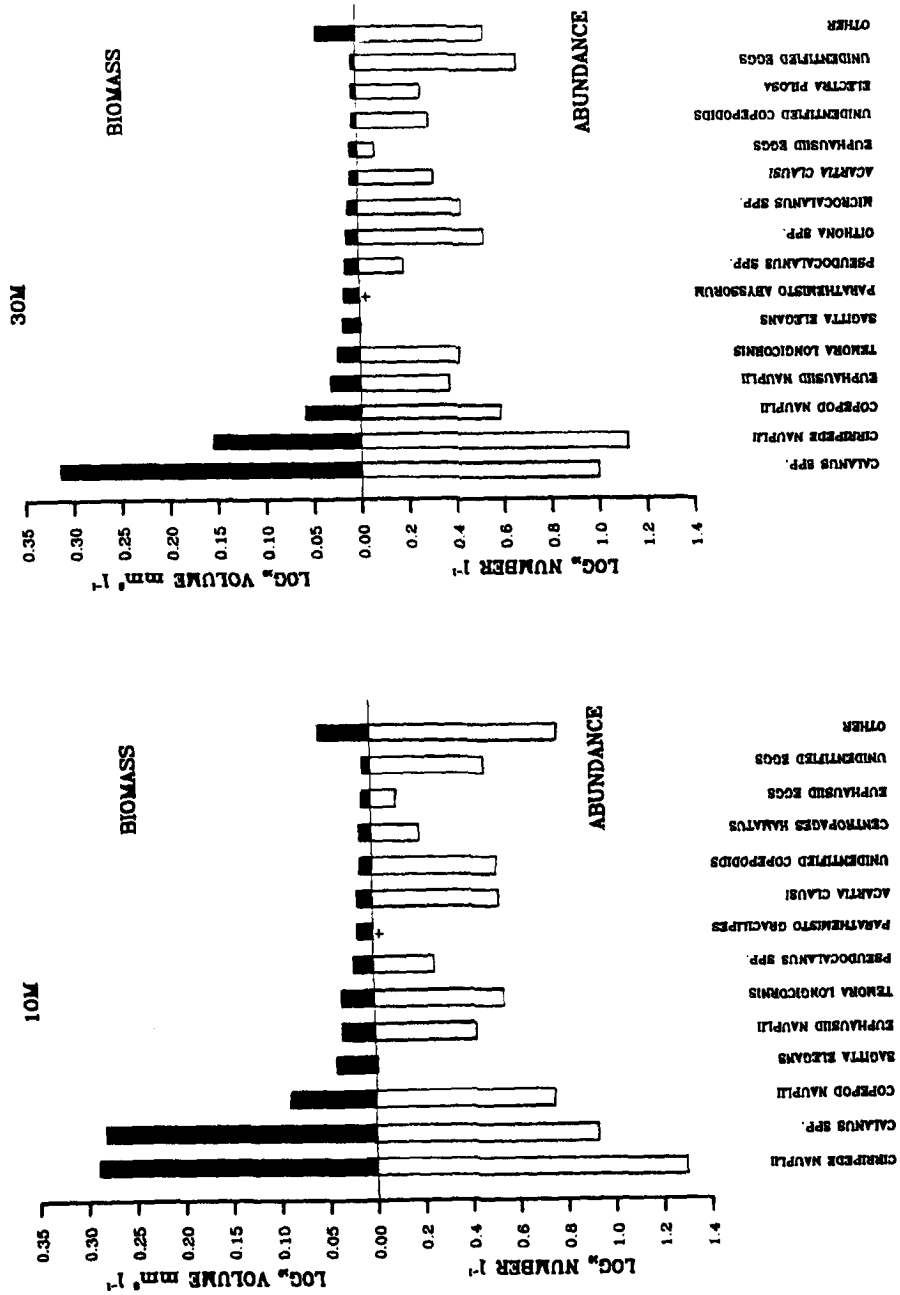 10M
BIOMASS
ABUNDANCE
LOG₁₀ VOLUME mm³ l⁻¹
LOG₁₀ NUMBER l⁻¹
0.35
0.30
0.25
0.20
0.15
0.10
0.05
0.00
0.2
0.4
0.6
0.8
1.0
1.2
1.4
CIRRIPEDE NAUPLII
CALANUS SPP.
COPEPOD NAUPLII
SAGITTA ELEGANS
EUPHAUSIID NAUPLII
TEMORA LONGICORNIS
PSEUDOCALANUS SPP.
PARATHEMISTO GRACILIPES
+
ACARTIA CLAUSI
UNIDENTIFIED COPEPODIDS
CENTROPAGES HAMATUS
EUPHAUSIID EGGS
UNIDENTIFIED EGGS
OTHER
30M
BIOMASS
ABUNDANCE
LOG₁₀ VOLUME mm³ l⁻¹
LOG₁₀ NUMBER l⁻¹
0.35
0.30
0.25
0.20
0.15
0.10
0.05
0.00
0.2
0.4
0.6
0.8
1.0
1.2
1.4
CALANUS SPP.
CIRRIPEDE NAUPLII
COPEPOD NAUPLII
EUPHAUSIID NAUPLII
TEMORA LONGICORNIS
SAGITTA ELEGANS
PARATHEMISTO ABYSSORUM
+
PSEUDOCALANUS SPP.
OITHONA SPP.
MICROCALANUS SPP.
ACARTIA CLAUSI
EUPHAUSIID EGGS
UNIDENTIFIED COPEPODIDS
ELECTRA PILOSA
UNIDENTIFIED EGGS
OTHER